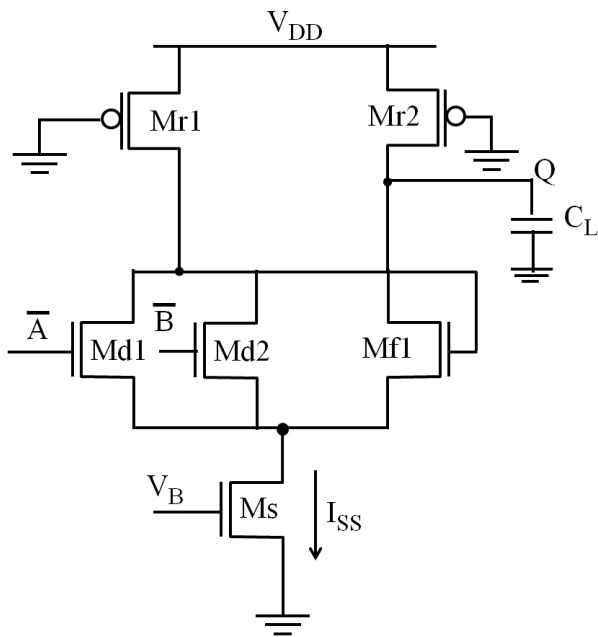 V_DD
Mr1
Mr2
Q
C_L
A̅
B̅
Md1
Md2
Mf1
V_B
Ms
I_SS